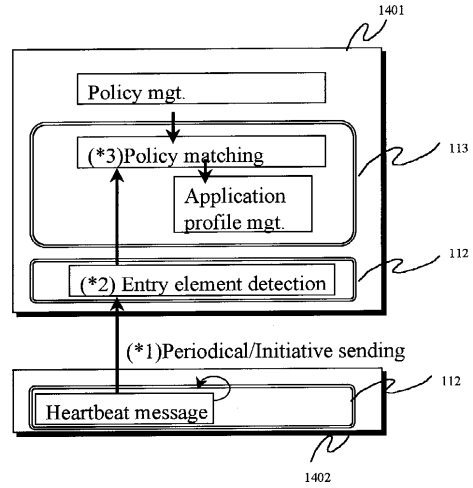 1401
Policy mgt.
(*3)Policy matching
113
Application
profile mgt.
112
(*2) Entry element detection
(*1)Periodical/Initiative sending
112
Heartbeat message
1402